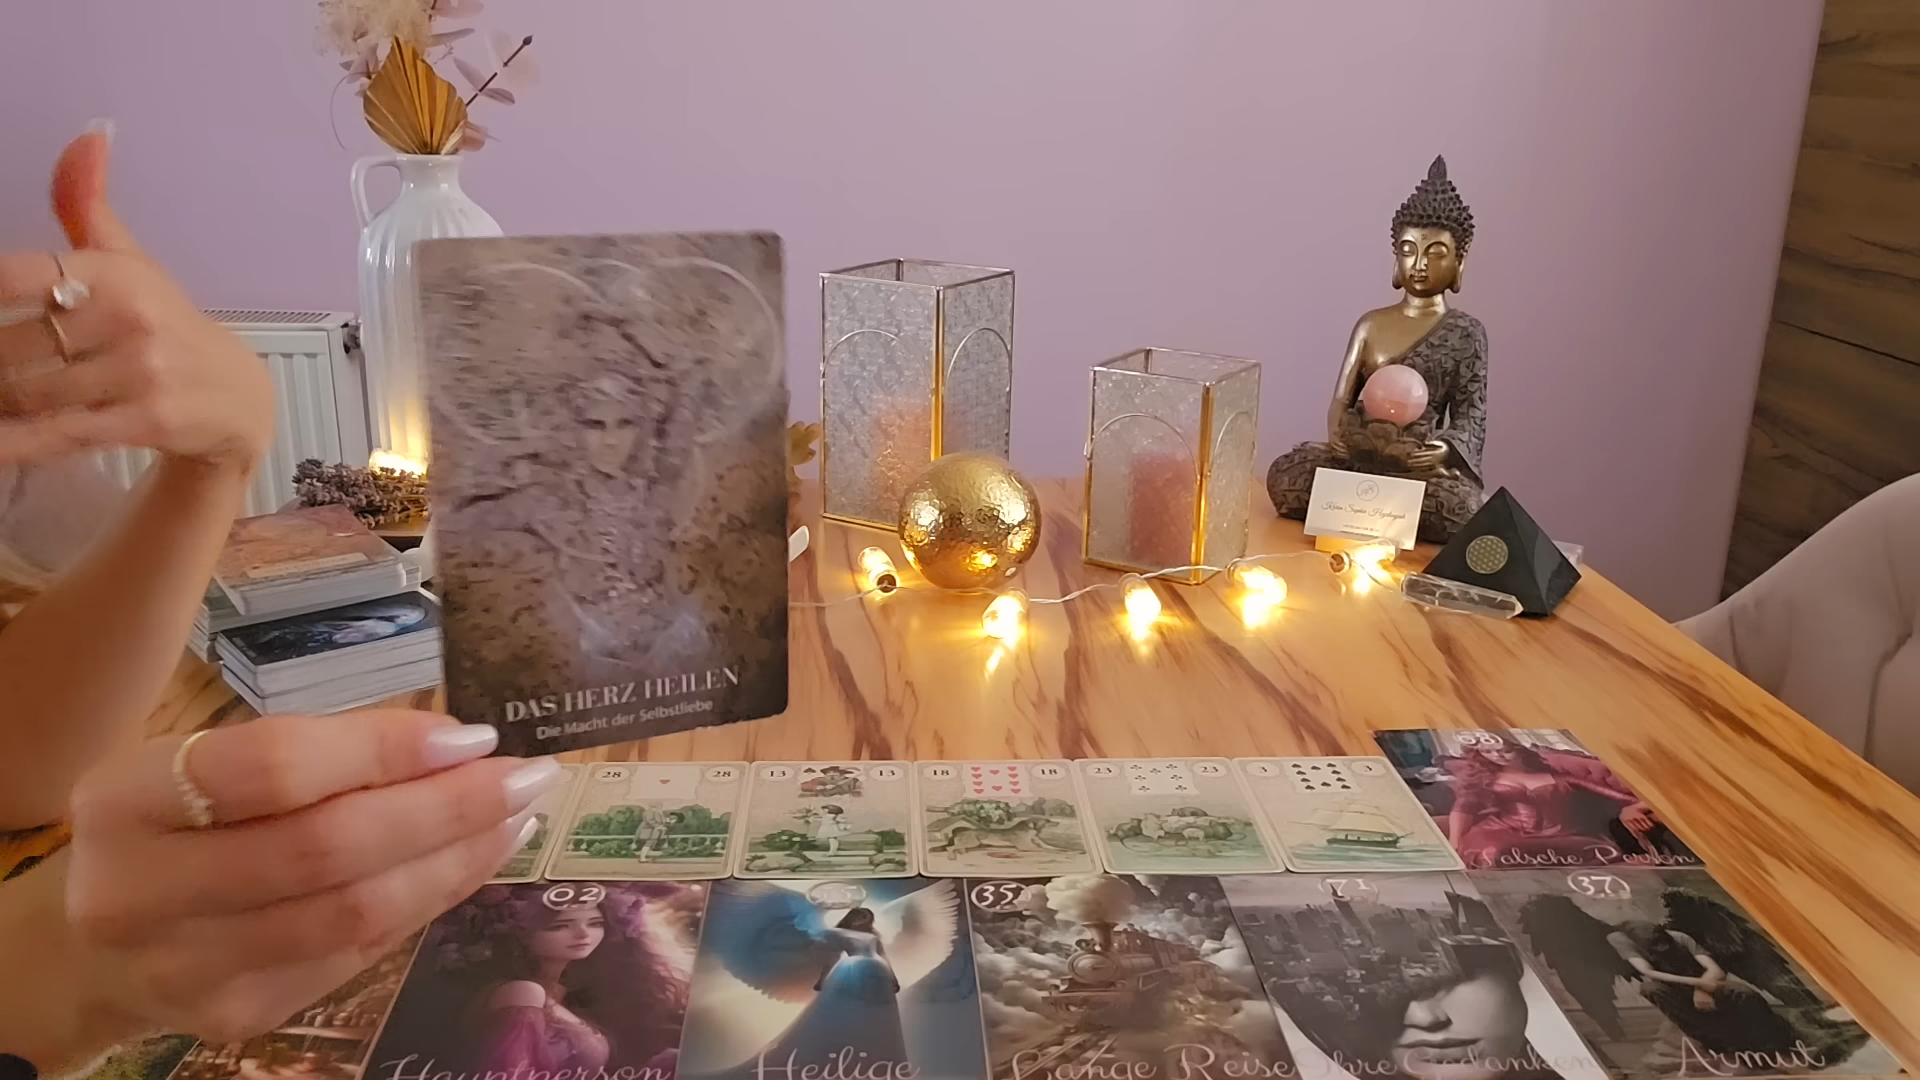 DAS HERZ HEILEN
Die Macht der Selbstliebe
28 28
13 13
18 18
23 23
3 3
Falsche Person
02
Hauptperson
Heilige
35
Lange Reise
71
Ihre Gedanken
37
Armut